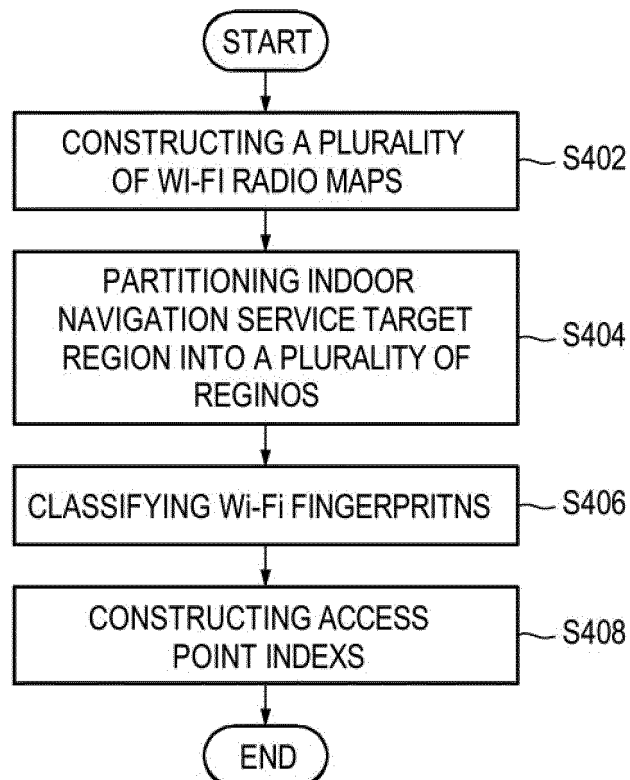 START
CONSTRUCTING A PLURALITY
OF WI-FI RADIO MAPS
S402
PARTITIONING INDOOR
NAVIGATION SERVICE TARGET
REGION INTO A PLURALITY OF
REGINOS
S404
CLASSIFYING Wi-Fi FINGERPRITNS
S406
CONSTRUCTING ACCESS
POINT INDEXS
S408
END